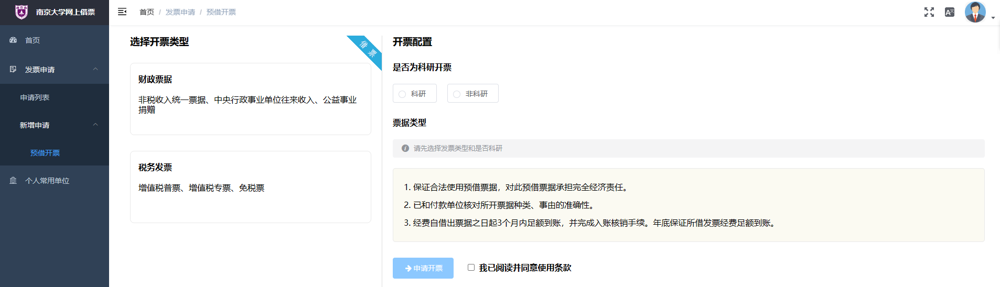 南京大学网上借票
首页 / 发票申请 / 预借开票
首页
发票申请
申请列表
新增申请
预借开票
个人常用单位
选择开票类型
借 票
财政票据
非税收入统一票据、中央行政事业单位往来收入、公益事业
捐赠
税务发票
增值税普票、增值税专票、免税票
开票配置
是否为科研开票
科研
非科研
票据类型
请先选择发票类型和是否科研
1. 保证合法使用预借票据，对此预借票据承担完全经济责任。
2. 已和付款单位核对所开票据种类、事由的准确性。
3. 经费自借出票据之日起3个月内足额到账，并完成入账核销手续。年底保证所借发票经费足额到账。
申请开票
我已阅读并同意使用条款